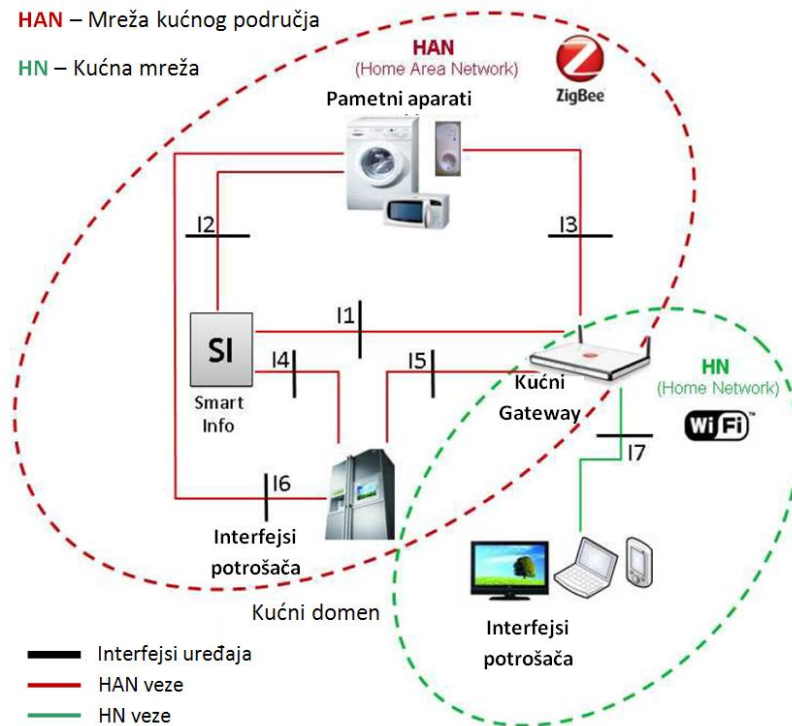 HAN – Mreža kućnog područja
HN – Kućna mreža
HAN
(Home Area Network)
ZigBee
Pametni aparati
I2
I3
I1
SI
Smart
Info
I4
I5
Kućni
Gateway
HN
(Home Network)
Wi Fi™
I7
I6
Interfejsi
potrošača
Kućni domen
Interfejsi
potrošača
Interfejsi uređaja
HAN veze
HN veze